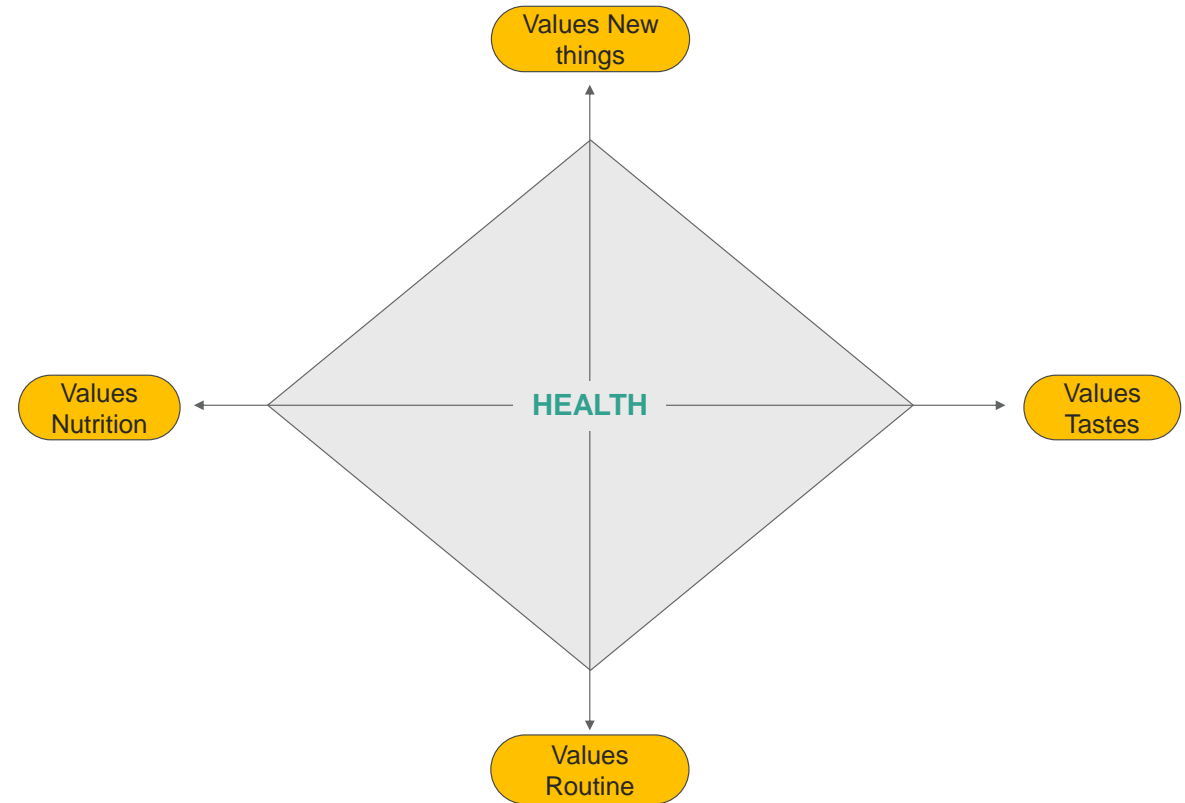 Values New
things
Values
Nutrition
HEALTH
Values
Tastes
Values
Routine